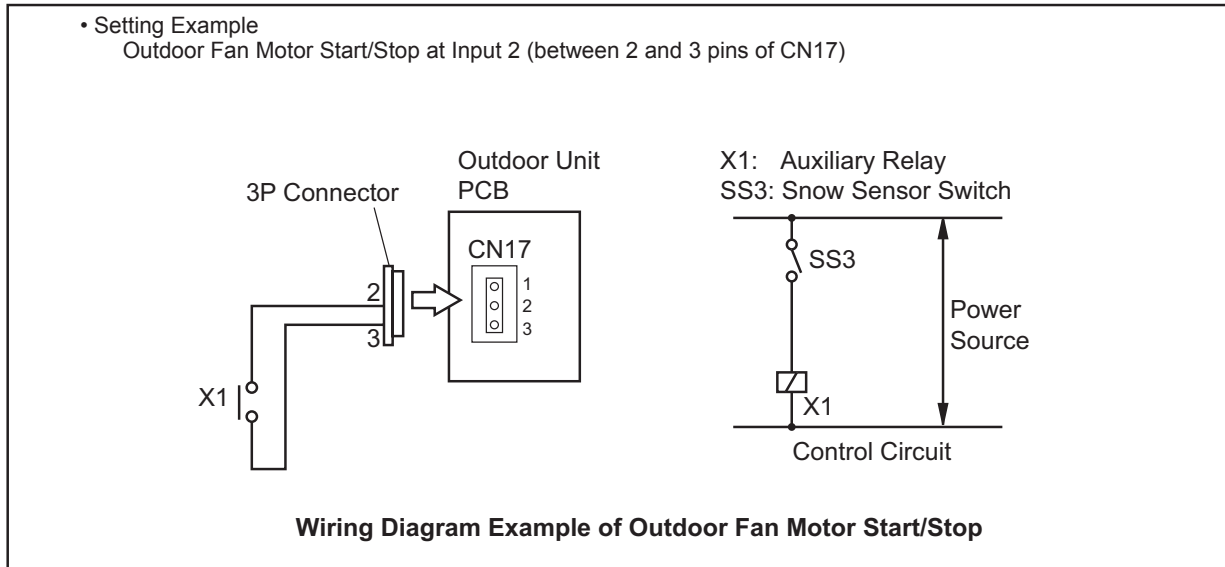 • Setting Example
Outdoor Fan Motor Start/Stop at Input 2 (between 2 and 3 pins of CN17)
3P Connector
Outdoor Unit
PCB
CN17
1
2
3
2
3
X1
X1: Auxiliary Relay
SS3: Snow Sensor Switch
SS3
Power
Source
X1
Control Circuit
Wiring Diagram Example of Outdoor Fan Motor Start/Stop